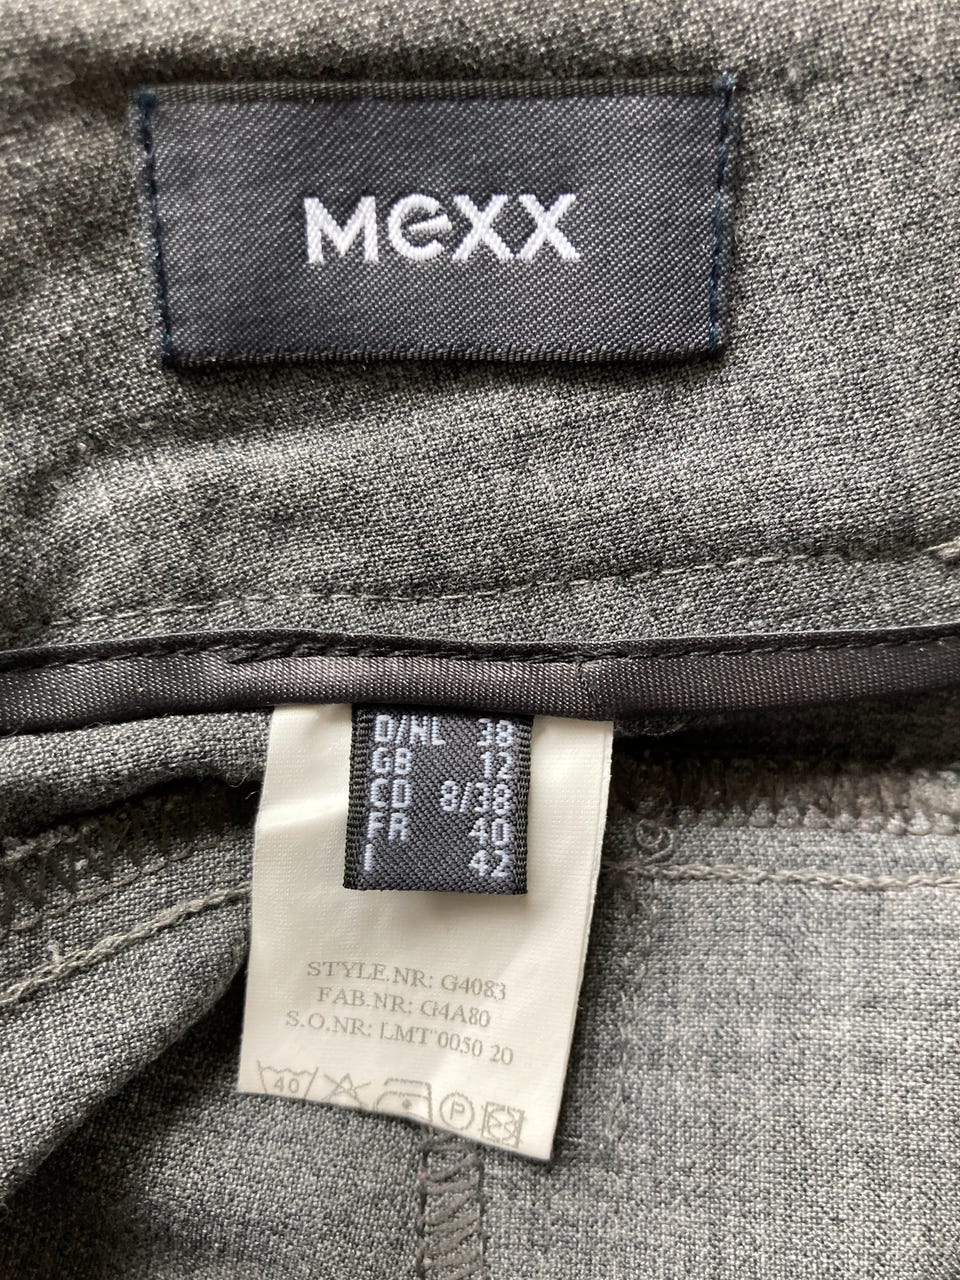 Mexx
D/NL 38
GB 12
CD 8/38
FR 40
I 42
STYLE.NR: G4083
FAB.NR: G4A80
S.O.NR: LMT 0050 20
40
P